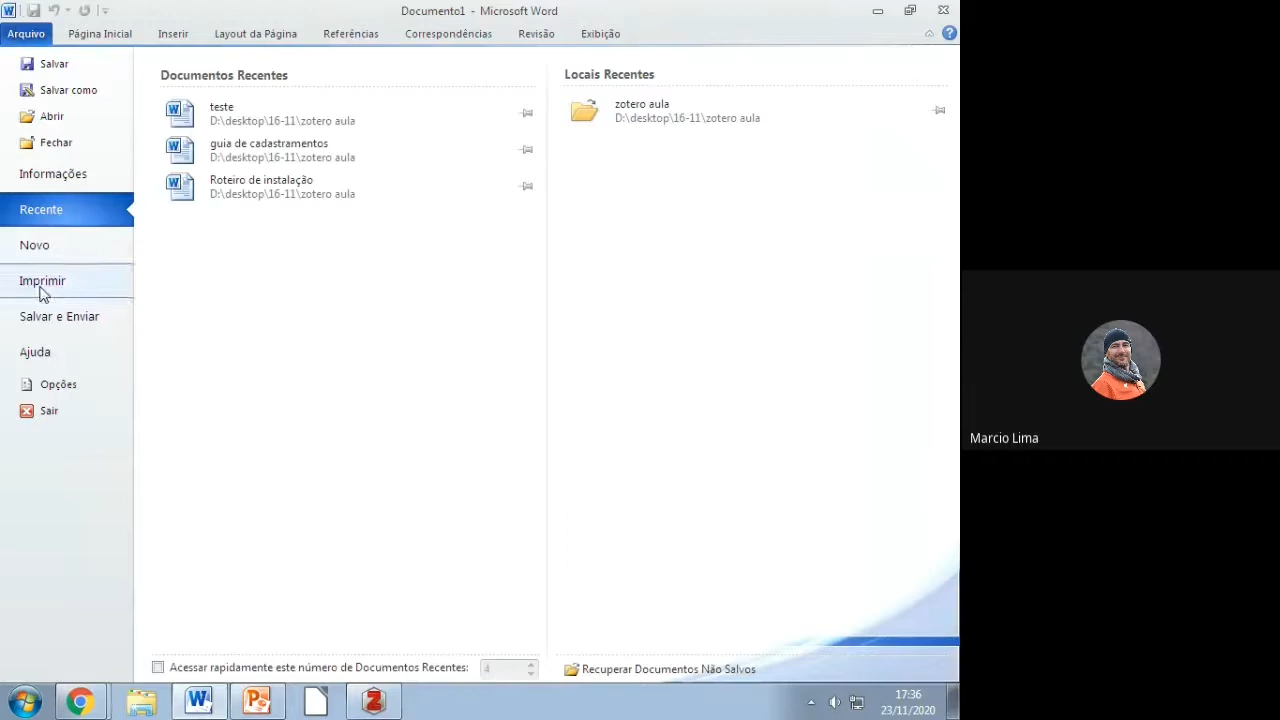 Documento1 - Microsoft Word
Arquivo Página Inicial Inserir Layout da Página Referências Correspondências Revisão Exibição
Salvar
Salvar como
Abrir
Fechar
Informações
Recente
Novo
Imprimir
Salvar e Enviar
Ajuda
Opções
Sair
Documentos Recentes
teste
D:\desktop\16-11\zotero aula
guia de cadastramentos
D:\desktop\16-11\zotero aula
Roteiro de instalação
D:\desktop\16-11\zotero aula
Acessar rapidamente este número de Documentos Recentes: 4
Locais Recentes
zotero aula
D:\desktop\16-11\zotero aula
Recuperar Documentos Não Salvos
17:36
23/11/2020
Marcio Lima